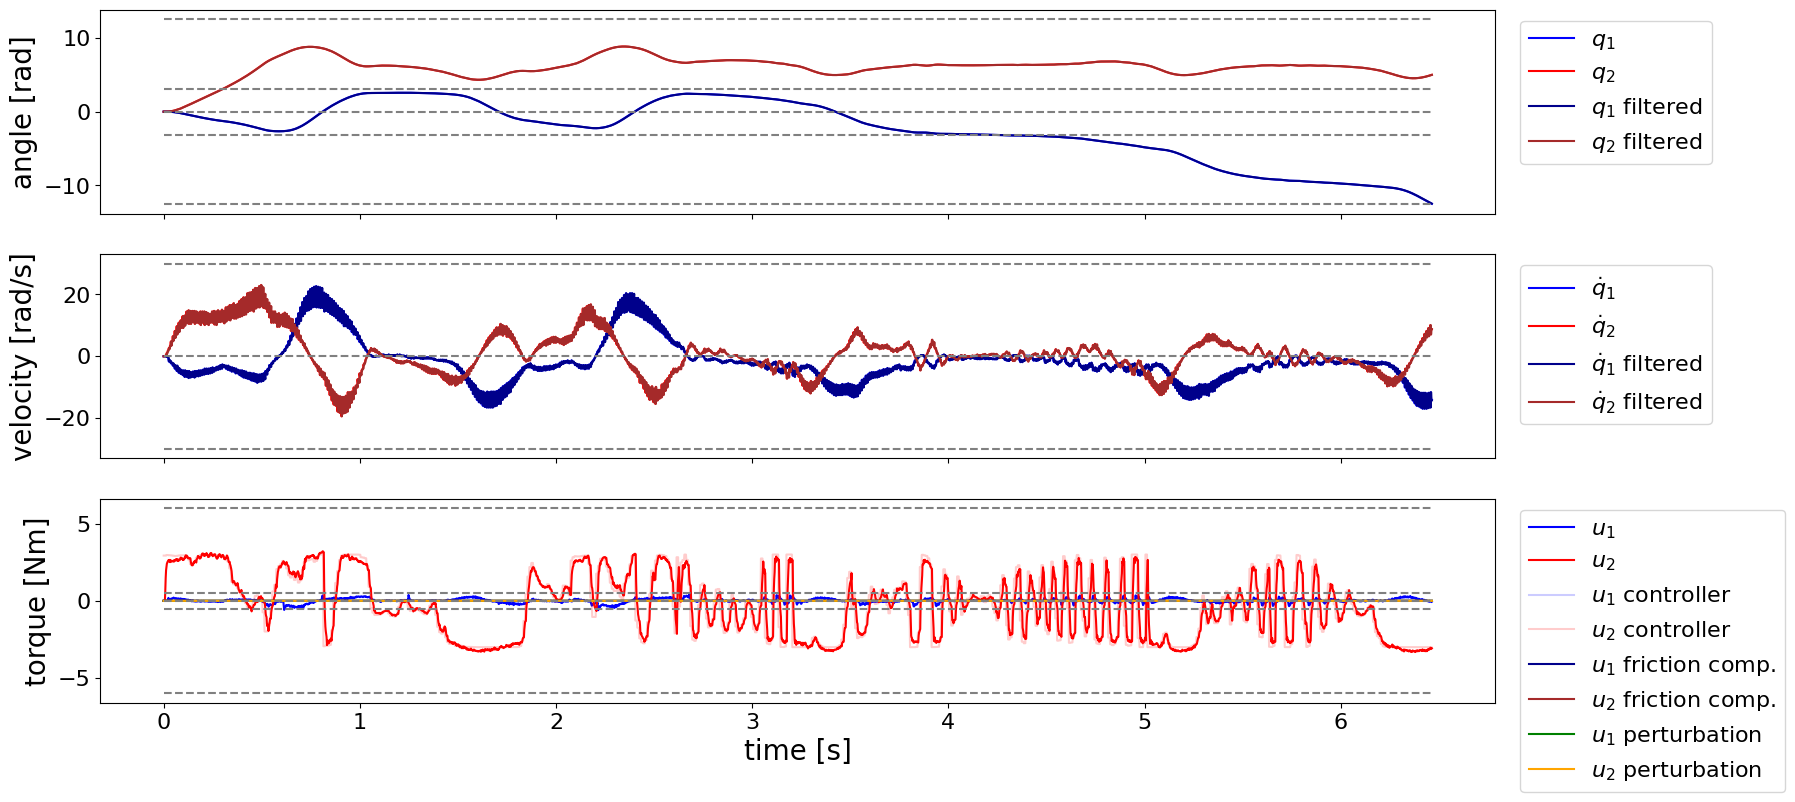 angle [rad]
10
0
−10
q₁
q₂
q₁ filtered
q₂ filtered
velocity [rad/s]
20
0
−20
q̇₁
q̇₂
q̇₁ filtered
q̇₂ filtered
torque [Nm]
5
0
−5
0 1 2 3 4 5 6
time [s]
u₁
u₂
u₁ controller
u₂ controller
u₁ friction comp.
u₂ friction comp.
u₁ perturbation
u₂ perturbation